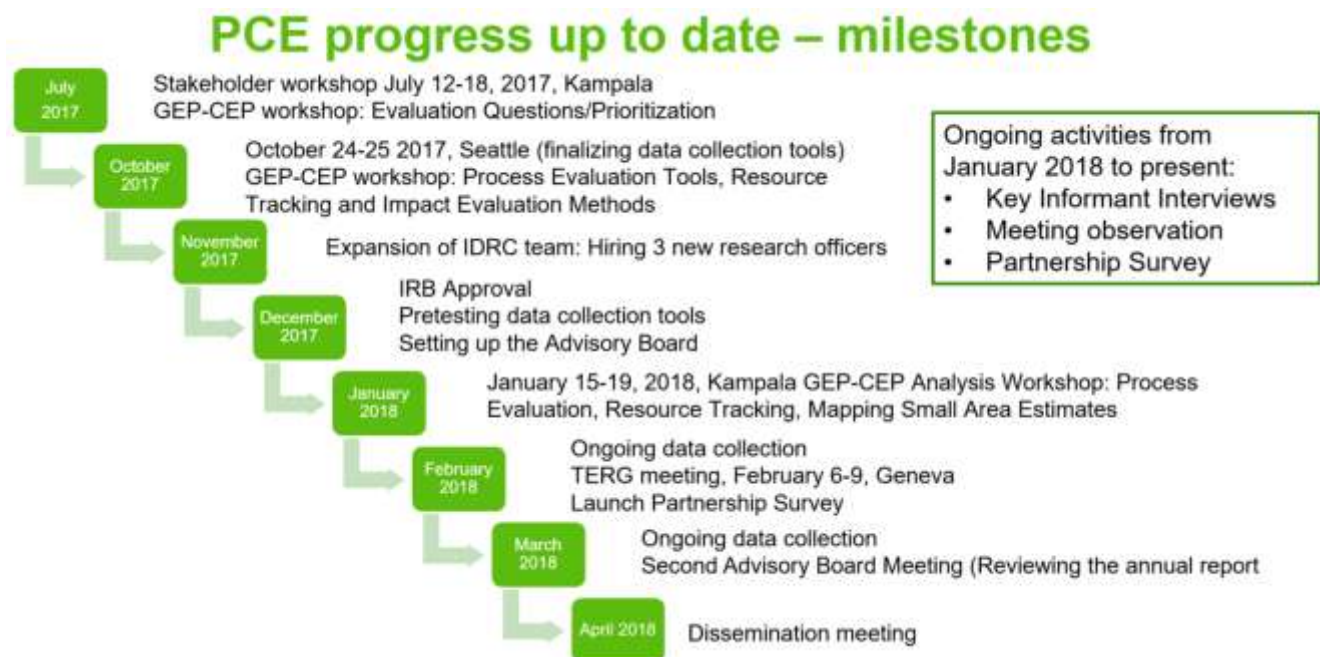 PCE progress up to date – milestones
July
2017
Stakeholder workshop July 12-18, 2017, Kampala
GEP-CEP workshop: Evaluation Questions/Prioritization
October
2017
October 24-25 2017, Seattle (finalizing data collection tools)
GEP-CEP workshop: Process Evaluation Tools, Resource
Tracking and Impact Evaluation Methods
November
2017
Expansion of IDRC team: Hiring 3 new research officers
December
2017
IRB Approval
Pretesting data collection tools
Setting up the Advisory Board
January
2018
January 15-19, 2018, Kampala GEP-CEP Analysis Workshop: Process
Evaluation, Resource Tracking, Mapping Small Area Estimates
February
2018
Ongoing data collection
TERG meeting, February 6-9, Geneva
Launch Partnership Survey
March
2018
Ongoing data collection
Second Advisory Board Meeting (Reviewing the annual report
April 2018
Dissemination meeting
Ongoing activities from
January 2018 to present:
• Key Informant Interviews
• Meeting observation
• Partnership Survey